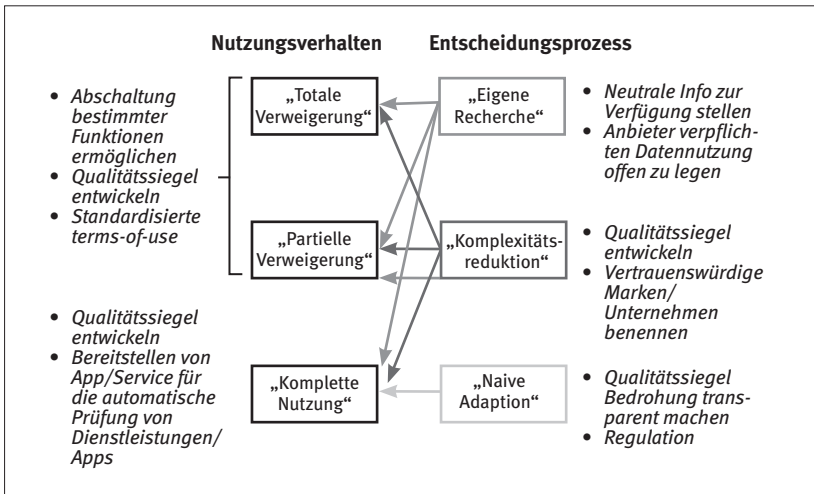 Nutzungsverhalten
Entscheidungsprozess
• Abschaltung
bestimmter
Funktionen
ermöglichen
• Qualitätssiegel
entwickeln
• Standardisierte
terms-of-use
„Totale
Verweigerung“
„Eigene
Recherche“
• Neutrale Info zur
Verfügung stellen
• Anbieter verpflich-
ten Datennutzung
offen zu legen
„Partielle
Verweigerung“
„Komplexitäts-
reduktion“
• Qualitätssiegel
entwickeln
• Vertrauenswürdige
Marken/
Unternehmen
benennen
• Qualitätssiegel
entwickeln
• Bereitstellen von
App/Service für
die automatische
Prüfung von
Dienstleistungen/
Apps
„Komplette
Nutzung“
„Naive
Adaption“
• Qualitätssiegel
Bedrohung trans-
parent machen
• Regulation